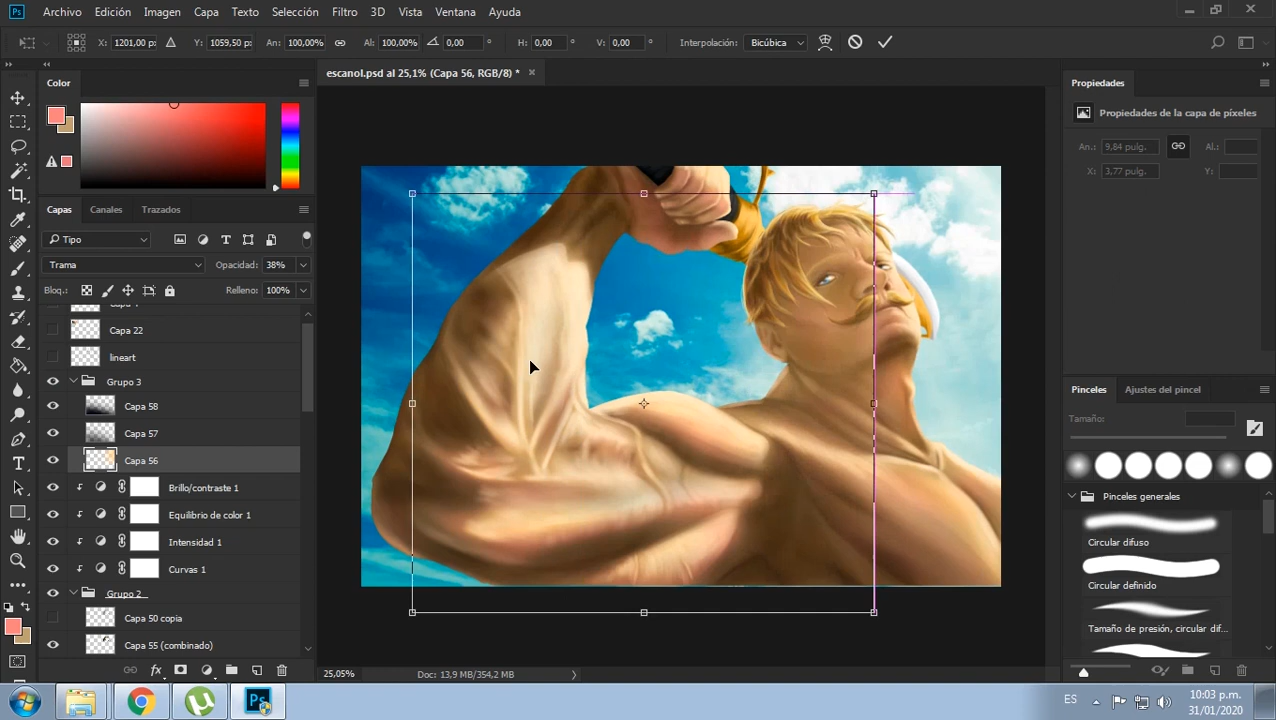 Ps Archivo Edición Imagen Capa Texto Selección Filtro 3D Vista Ventana Ayuda
X: 1201,00 px Y: 1059,50 px An: 100,00% Al: 100,00% 0,00 ° H: 0,00 ° V: 0,00 ° Interpolación: Bicúbica
escanol.psd al 25,1% (Capa 56, RGB/8) *
Color
Propiedades
Propiedades de la capa de píxeles
An.: 9,84 pulg. Al.:
X: 3,77 pulg. Y:
Capas Canales Trazados
Tipo
Trama Opacidad: 38%
Bloq.: Relleno: 100%
Capa 22
lineart
Grupo 3
Capa 58
Capa 57
Capa 56
Brillo/contraste 1
Equilibrio de color 1
Intensidad 1
Curvas 1
Grupo 2
Capa 50 copia
Capa 55 (combinado)
Pinceles Ajustes del pincel
Tamaño:
Pinceles generales
Circular difuso
Circular definido
Tamaño de presión, circular dif...
25,05% Doc: 13,9 MB/354,2 MB
Ps
ES
10:03 p.m.
31/01/2020